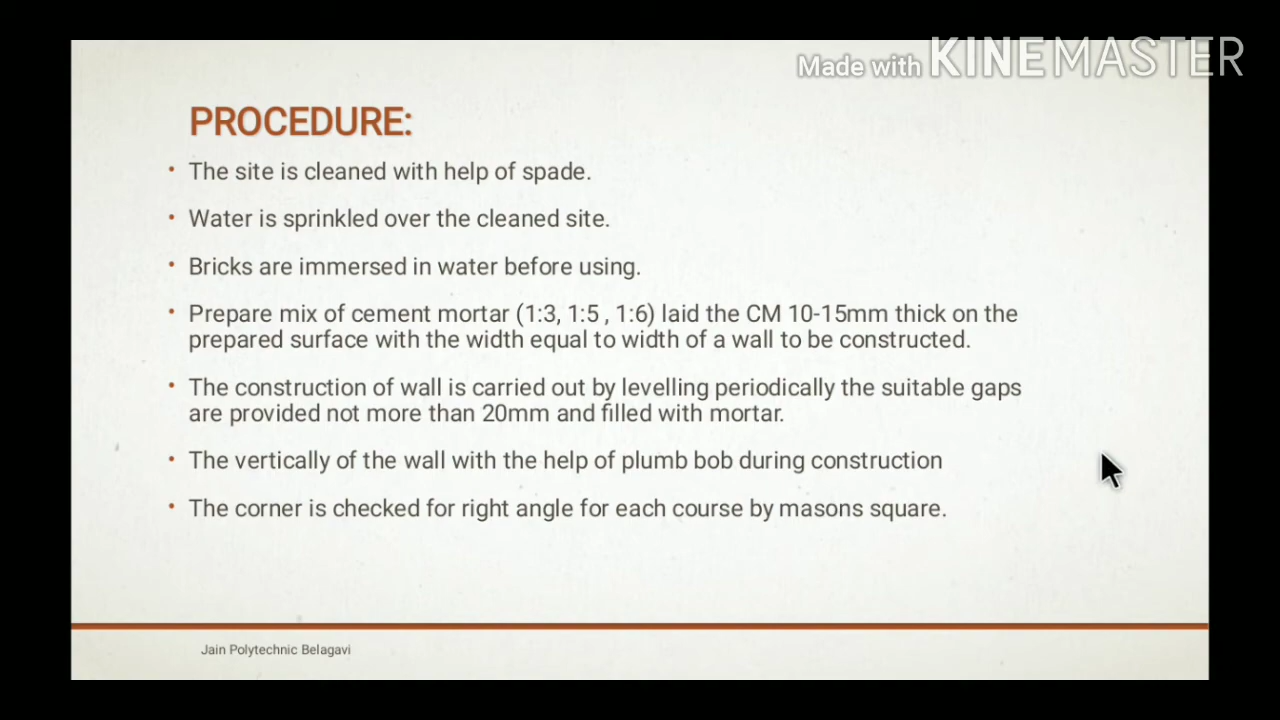 Made with KINEMASTER
PROCEDURE:
• The site is cleaned with help of spade.
• Water is sprinkled over the cleaned site.
• Bricks are immersed in water before using.
• Prepare mix of cement mortar (1:3, 1:5 , 1:6) laid the CM 10-15mm thick on the
prepared surface with the width equal to width of a wall to be constructed.
• The construction of wall is carried out by levelling periodically the suitable gaps
are provided not more than 20mm and filled with mortar.
• The vertically of the wall with the help of plumb bob during construction
• The corner is checked for right angle for each course by masons square.
Jain Polytechnic Belagavi